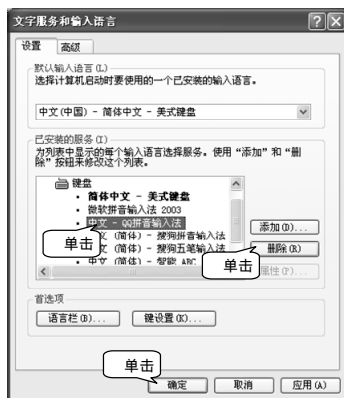 文字服务和输入语言
设置 高级
默认输入语言(L)
选择计算机启动时要使用的一个已安装的输入语言。
中文(中国) - 简体中文 - 美式键盘
已安装的服务(I)
为列表中显示的每个输入语言选择服务。使用“添加”和“删
除”按钮来修改这个列表。
键盘
· 简体中文 - 美式键盘
· 微软拼音输入法 2003
· 中文 - QQ拼音输入法
(简体) - 搜狗拼音输入法
单击
(简体) - 搜狗五笔输入法
· 中文 (简体) - 智能 ABC
添加(D)...
删除(R)
单击
属性(P)...
首选项
语言栏(B)... 键设置(K)...
单击
确定 取消 应用(A)